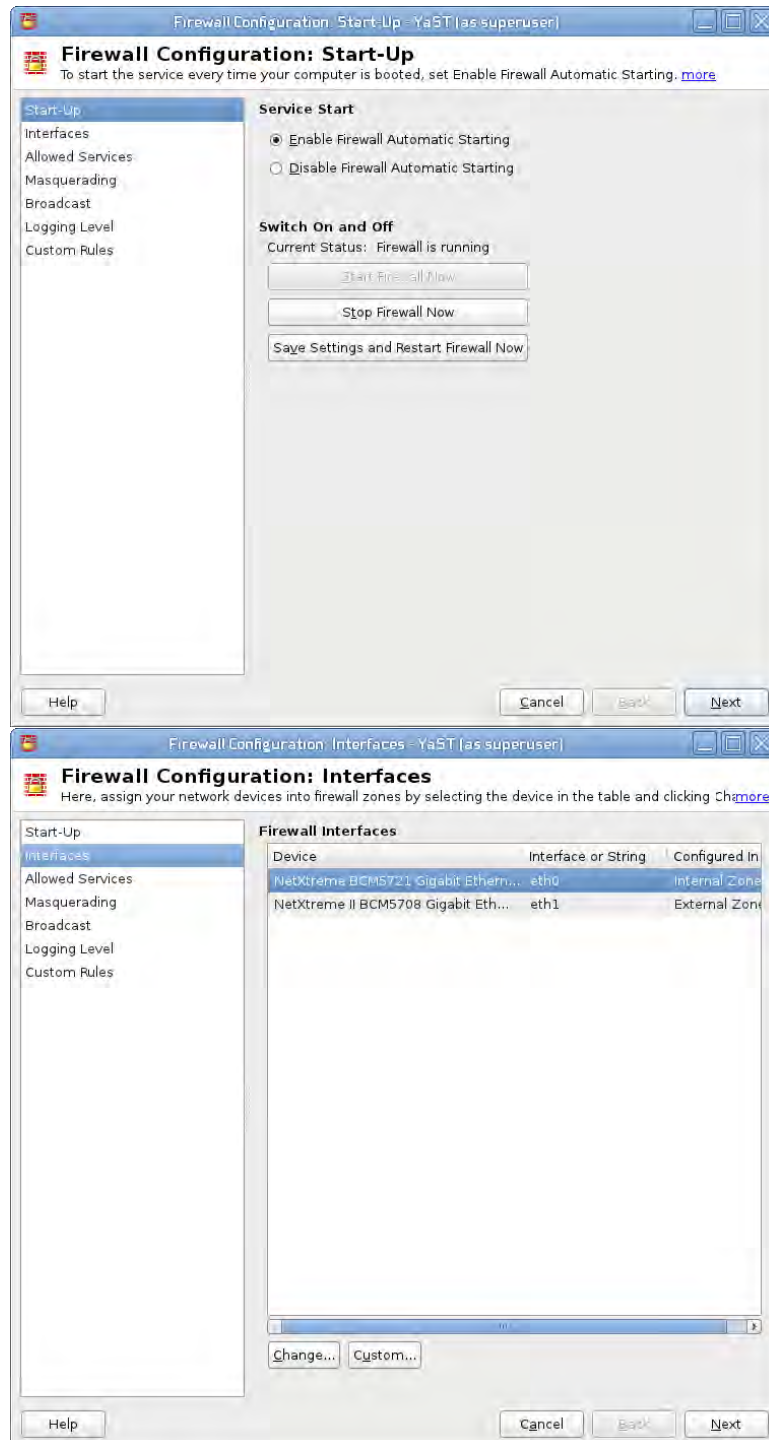 Firewall Configuration: Start-Up - YaST (as superuser)
Firewall Configuration: Start-Up
To start the service every time your computer is booted, set Enable Firewall Automatic Starting. more
Start-Up
Interfaces
Allowed Services
Masquerading
Broadcast
Logging Level
Custom Rules
Service Start
Enable Firewall Automatic Starting
Disable Firewall Automatic Starting
Switch On and Off
Current Status: Firewall is running
Start Firewall Now
Stop Firewall Now
Save Settings and Restart Firewall Now
Help
Cancel
Back
Next
Firewall Configuration: Interfaces - YaST (as superuser)
Firewall Configuration: Interfaces
Here, assign your network devices into firewall zones by selecting the device in the table and clicking Cha more
Start-Up
Interfaces
Allowed Services
Masquerading
Broadcast
Logging Level
Custom Rules
Firewall Interfaces
Device Interface or String Configured In
NetXtreme BCM5721 Gigabit Ethern... eth0 Internal Zone
NetXtreme II BCM5708 Gigabit Eth... eth1 External Zone
Change... Custom...
Help
Cancel
Back
Next